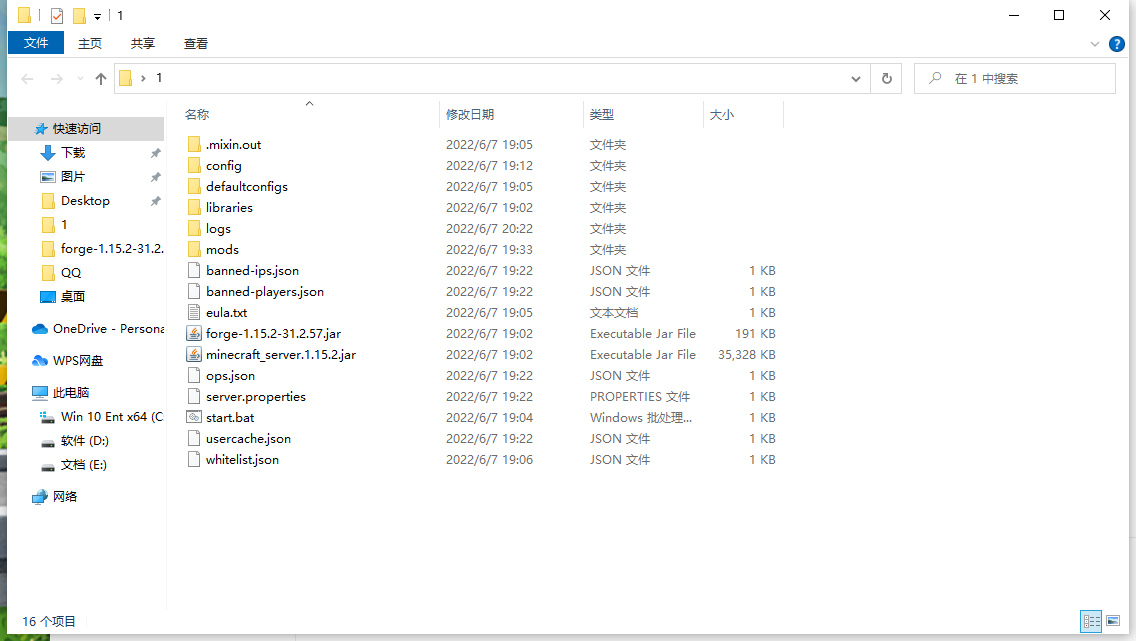 1
文件 主页 共享 查看
1
在 1 中搜索
名称 修改日期 类型 大小
快速访问
下载
图片
Desktop
1
forge-1.15.2-31.2.
QQ
桌面
OneDrive - Persona
WPS网盘
此电脑
Win 10 Ent x64 (C
软件 (D:)
文档 (E:)
网络
.mixin.out 2022/6/7 19:05 文件夹
config 2022/6/7 19:12 文件夹
defaultconfigs 2022/6/7 19:05 文件夹
libraries 2022/6/7 19:02 文件夹
logs 2022/6/7 20:22 文件夹
mods 2022/6/7 19:33 文件夹
banned-ips.json 2022/6/7 19:22 JSON 文件 1 KB
banned-players.json 2022/6/7 19:22 JSON 文件 1 KB
eula.txt 2022/6/7 19:05 文本文档 1 KB
forge-1.15.2-31.2.57.jar 2022/6/7 19:02 Executable Jar File 191 KB
minecraft_server.1.15.2.jar 2022/6/7 19:02 Executable Jar File 35,328 KB
ops.json 2022/6/7 19:22 JSON 文件 1 KB
server.properties 2022/6/7 19:22 PROPERTIES 文件 1 KB
start.bat 2022/6/7 19:04 Windows 批处理... 1 KB
usercache.json 2022/6/7 19:22 JSON 文件 1 KB
whitelist.json 2022/6/7 19:06 JSON 文件 1 KB
16 个项目